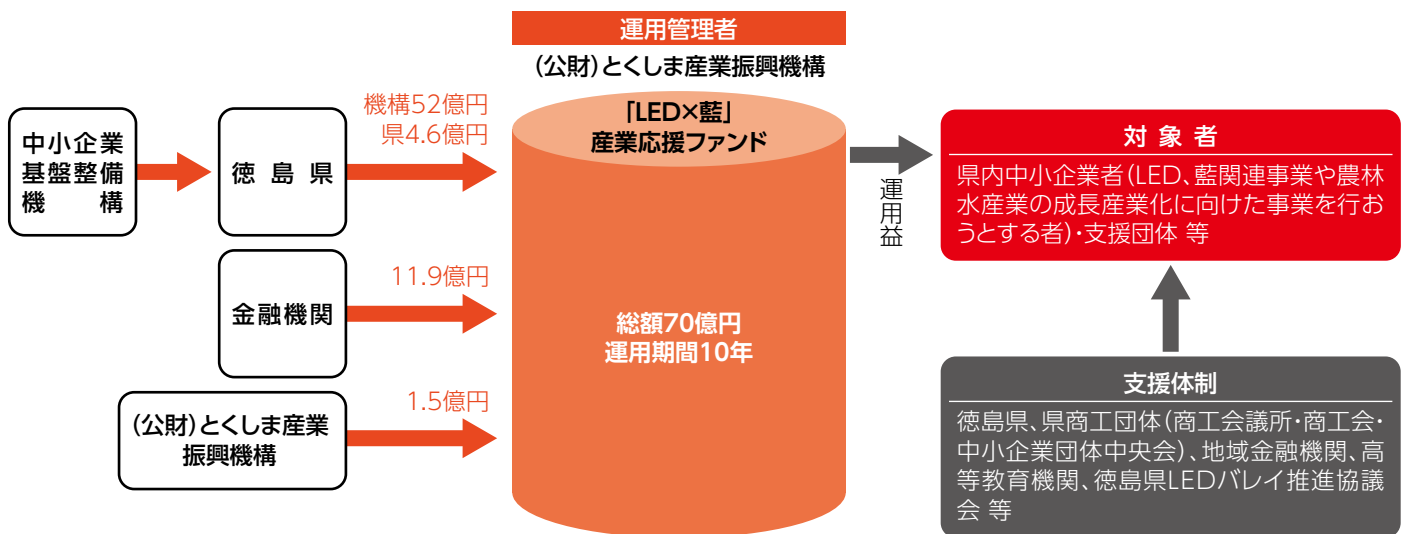 運用管理者
(公財)とくしま産業振興機構
「LED×藍」
産業応援ファンド
総額70億円
運用期間10年
中小企業
基盤整備
機構
徳島県
機構52億円
県4.6億円
金融機関
11.9億円
(公財)とくしま産業
振興機構
1.5億円
運用益
対象者
県内中小企業者(LED、藍関連事業や農林
水産業の成長産業化に向けた事業を行お
うとする者)・支援団体 等
支援体制
徳島県、県商工団体(商工会議所・商工会・
中小企業団体中央会)、地域金融機関、高
等教育機関、徳島県LEDバレイ推進協議
会 等